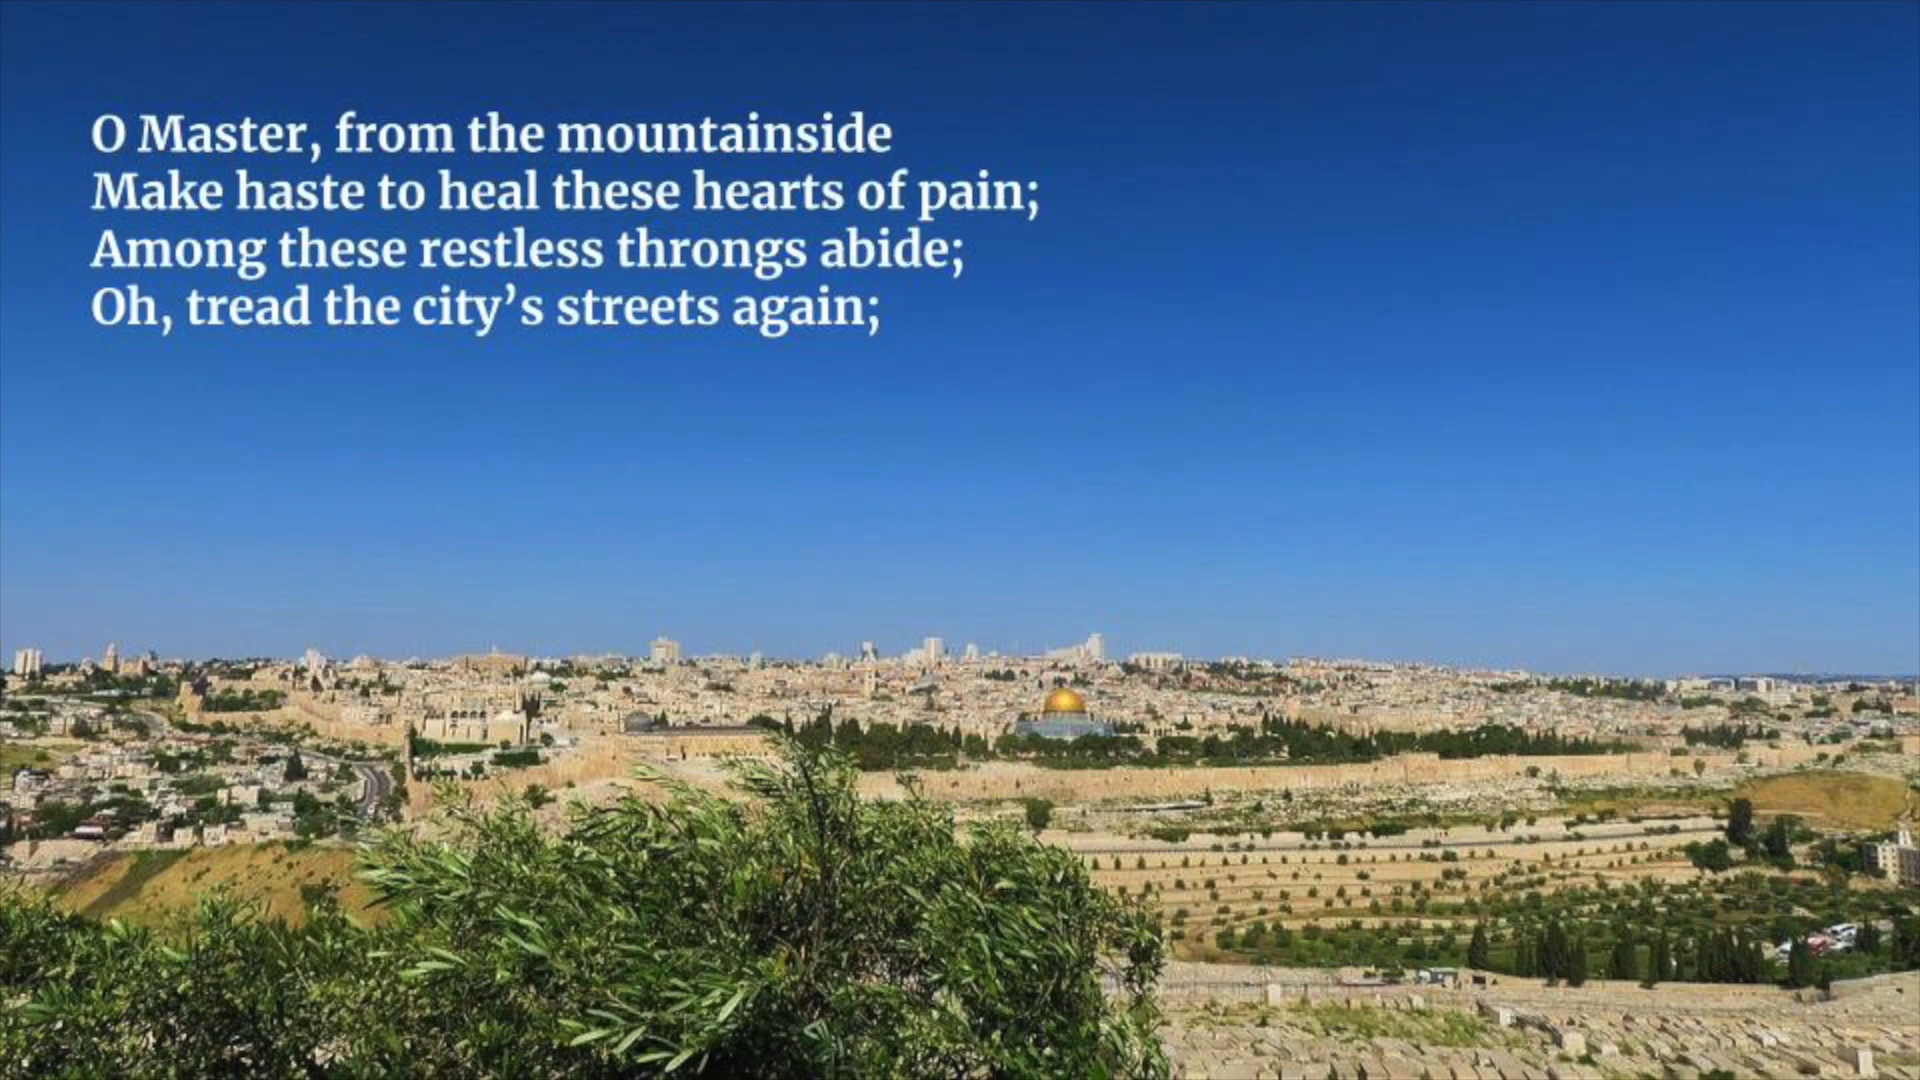 O Master, from the mountainside
Make haste to heal these hearts of pain;
Among these restless throngs abide;
Oh, tread the city’s streets again;